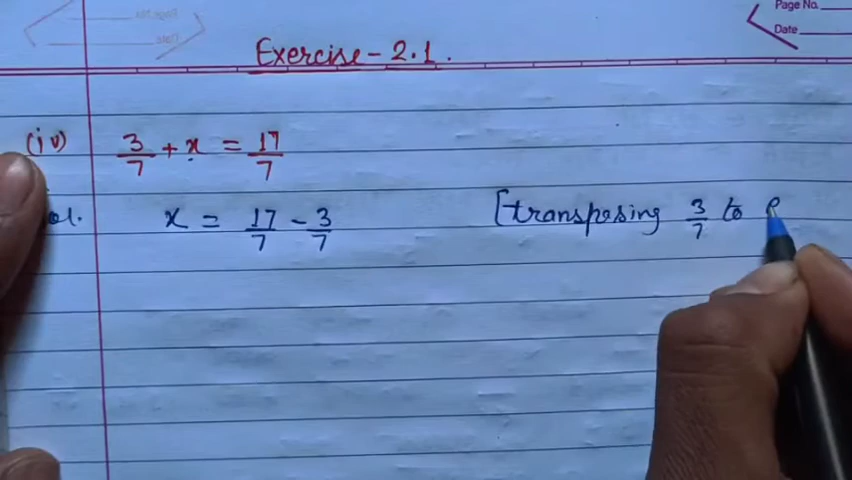 Page No.
Date
Exercise - 2.1.
(iv) 3/7 + x = 17/7
x = 17/7 - 3/7 [transposing 3/7 to